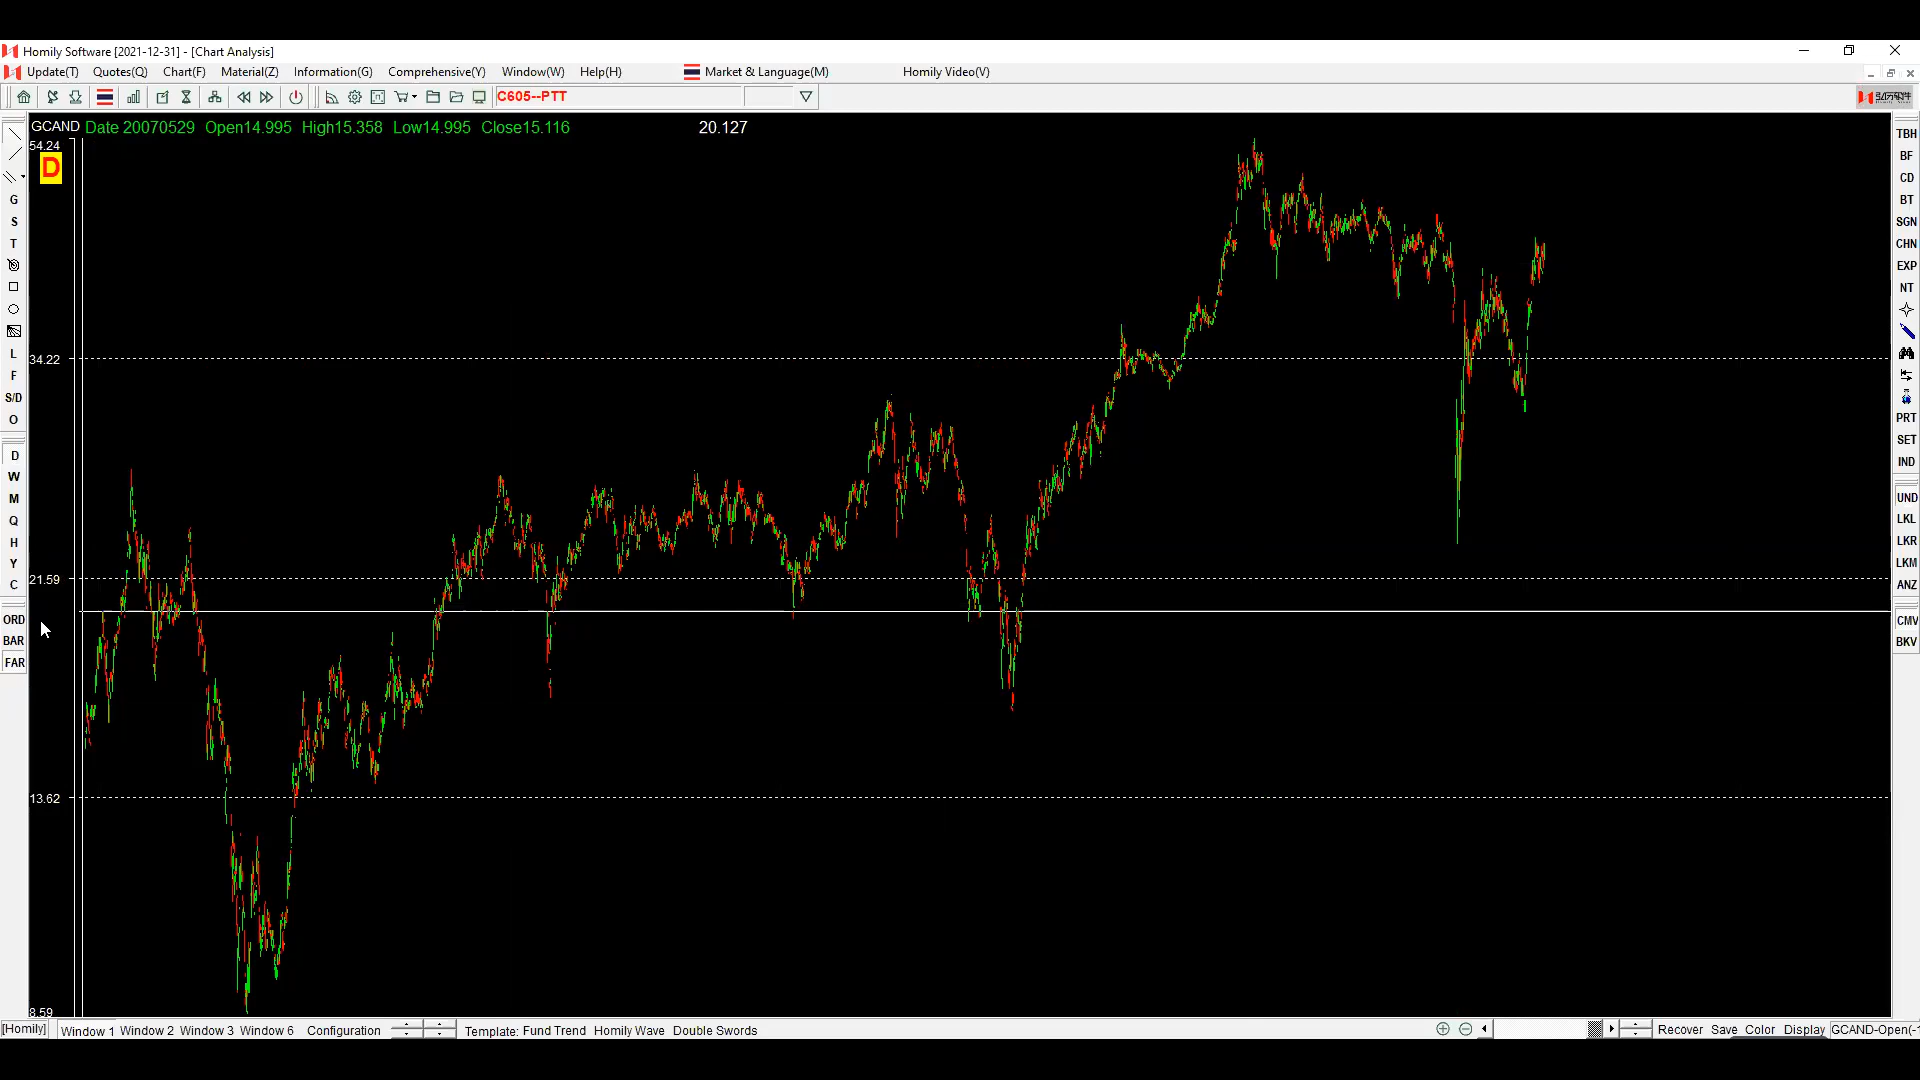 Homily Software [2021-12-31] - [Chart Analysis]
Update(T) Quotes(Q) Chart(F) Material(Z) Information(G) Comprehensive(Y) Window(W) Help(H) Market & Language(M) Homily Video(V)
C605--PTT
GCAND Date 20070529 Open14.995 High15.358 Low14.995 Close15.116 20.127
54.24
D
34.22
21.59
13.62
8.59
G
S
T
L
F
S/D
O
D
W
M
Q
H
Y
C
ORD
BAR
FAR
TBH
BF
CD
BT
SGN
CHN
EXP
NT
PRT
SET
IND
UND
LKL
LKR
LKM
ANZ
CMV
BKV
[Homily] Window 1 Window 2 Window 3 Window 6 Configuration Template: Fund Trend Homily Wave Double Swords Recover Save Color Display GCAND-Open(-1